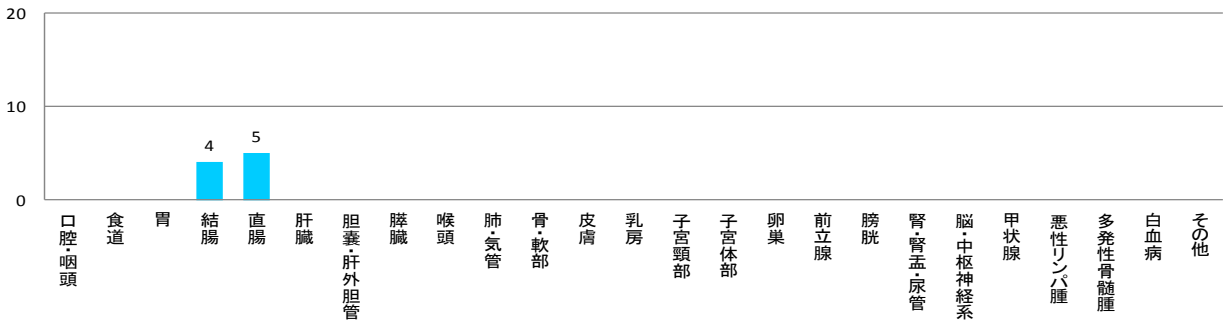 20
10
0
4
5
口腔・咽頭
食道
胃
結腸
直腸
肝臓
胆嚢・肝外胆管
膵臓
喉頭
肺・気管
骨・軟部
皮膚
乳房
子宮頸部
子宮体部
卵巣
前立腺
膀胱
腎・腎盂・尿管
脳・中枢神経系
甲状腺
悪性リンパ腫
多発性骨髄腫
白血病
その他